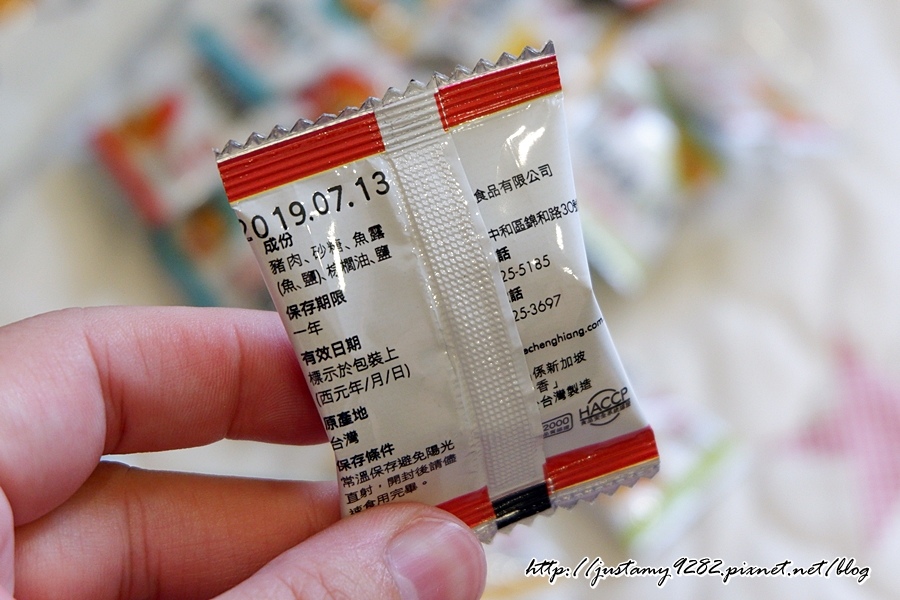 2019.07.13
成份
豬肉、砂糖、魚露
(魚、鹽)、棕櫚油、鹽
保存期限
一年
有效日期
標示於包裝上
(西元年/月/日)
原產地
台灣
保存條件
常溫保存避免陽光
直射，開封後請儘
速食用完畢。
食品有限公司
中和區錦和路30
話
25-5185
話
25-3697
@chenghiang.com
係新加坡
香」
台灣製造
2000
HACCP
http://justamy9282.pixnet.net/blog